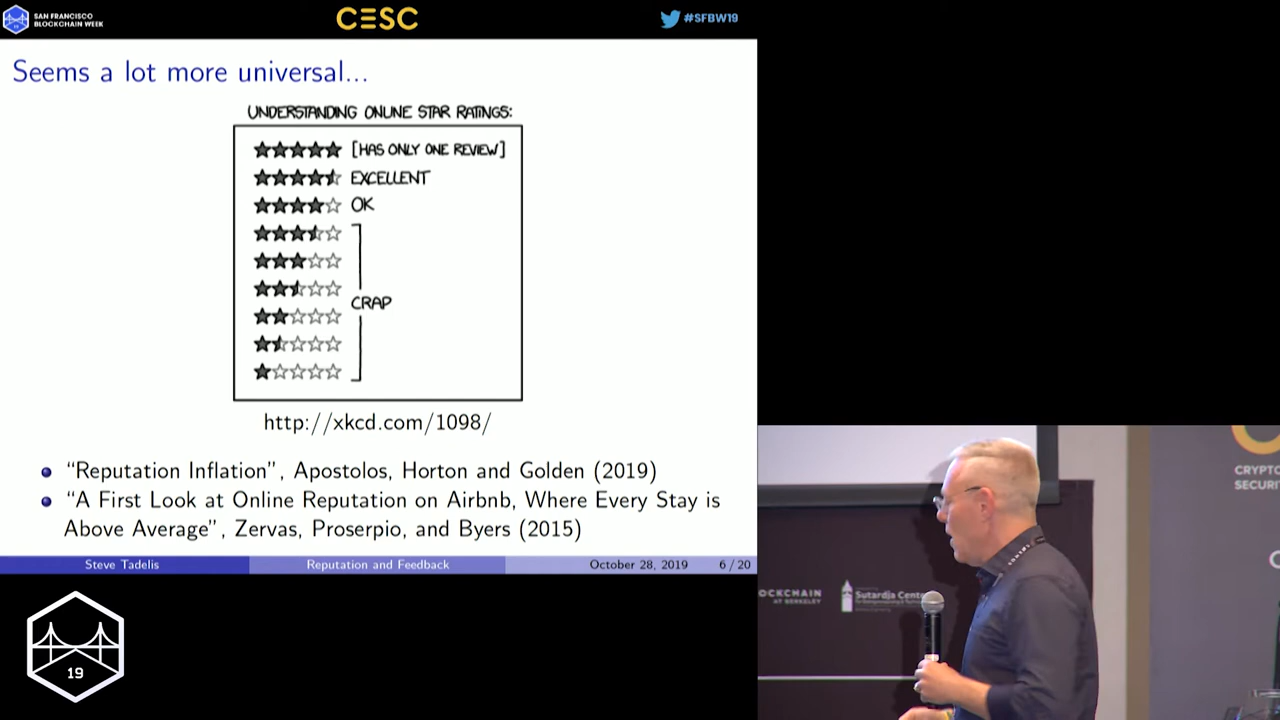 SAN FRANCISCO
BLOCKCHAIN WEEK
CESC
#SFBW19
Seems a lot more universal...
UNDERSTANDING ONLINE STAR RATINGS:
[HAS ONLY ONE REVIEW]
EXCELLENT
OK
CRAP
http://xkcd.com/1098/
“Reputation Inflation”, Apostolos, Horton and Golden (2019)
“A First Look at Online Reputation on Airbnb, Where Every Stay is
Above Average”, Zervas, Proserpio, and Byers (2015)
Steve Tadelis Reputation and Feedback October 28, 2019 6 / 20
19
CRYPTO
SECURI
OCKCHAIN
AT BERKELEY
Sutardja Cente